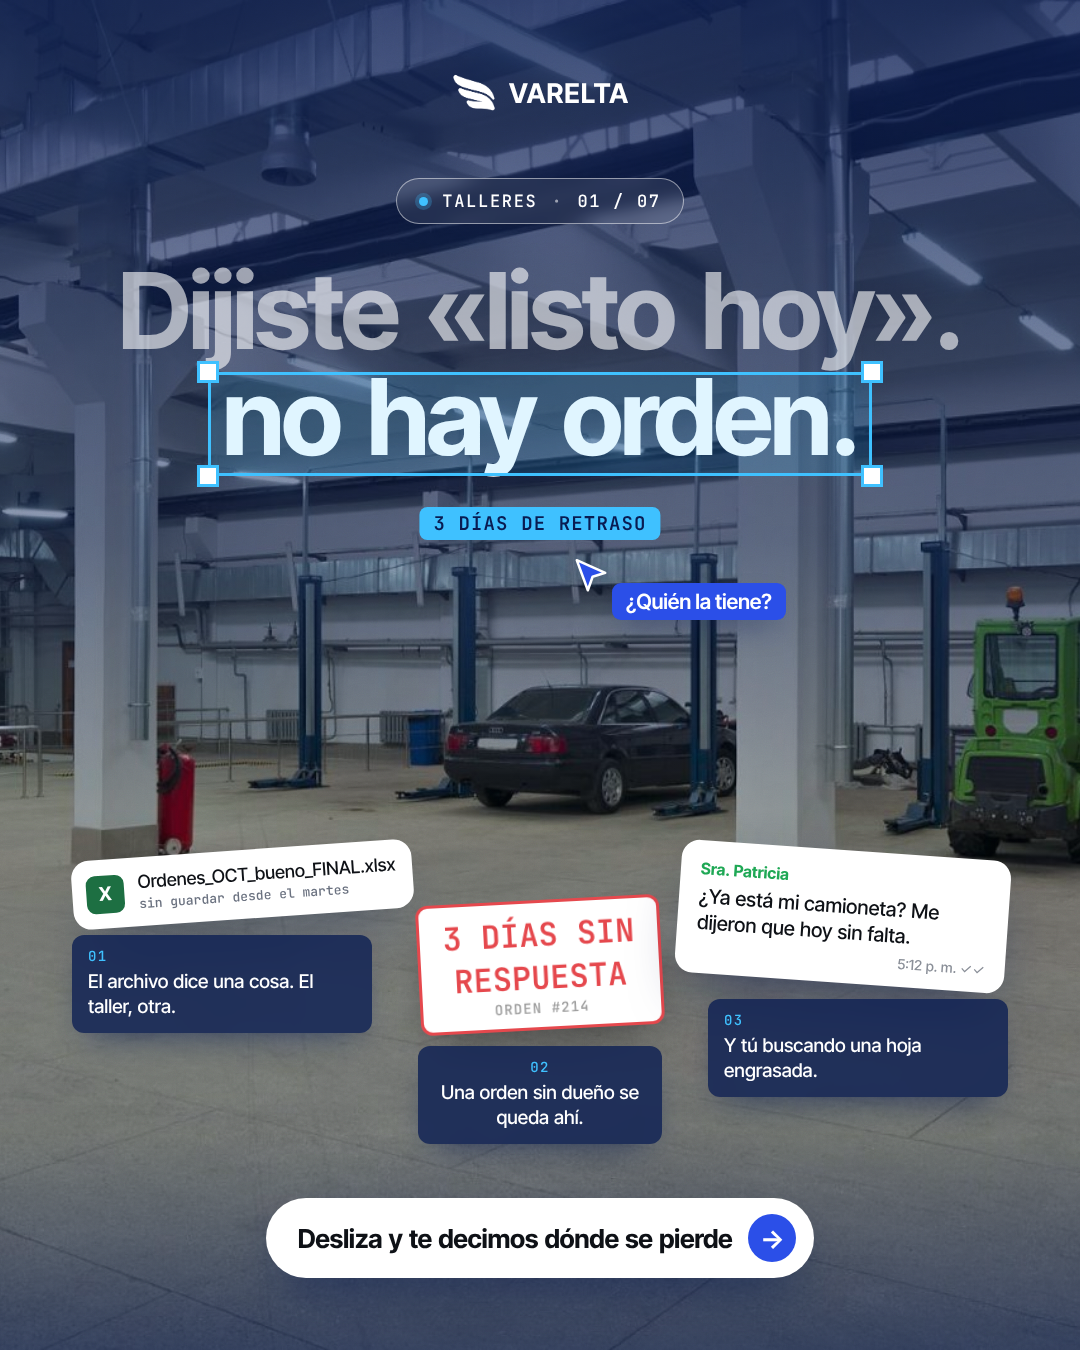 VARELTA
TALLERES · 01 / 07
Dijiste «listo hoy».
no hay orden.
3 DÍAS DE RETRASO
¿Quién la tiene?
X
Ordenes_OCT_bueno_FINAL.xlsx
sin guardar desde el martes
01
El archivo dice una cosa. El
taller, otra.
3 DÍAS SIN
RESPUESTA
ORDEN #214
02
Una orden sin dueño se
queda ahí.
Sra. Patricia
¿Ya está mi camioneta? Me
dijeron que hoy sin falta.
5:12 p. m. ✓✓
03
Y tú buscando una hoja
engrasada.
Desliza y te decimos dónde se pierde →